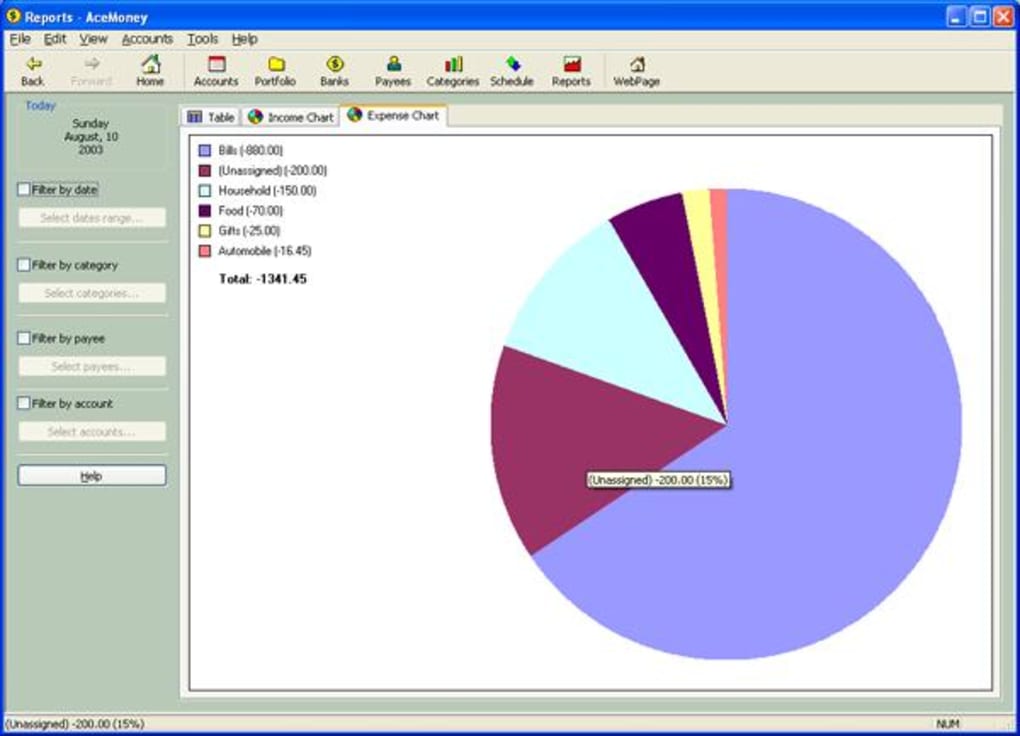 Reports - AceMoney
File Edit View Accounts Tools Help
Back Forward Home Accounts Portfolio Banks Payees Categories Schedule Reports WebPage
Today
Sunday
August, 10
2003
Filter by date
Select dates range...
Filter by category
Select categories...
Filter by payee
Select payees...
Filter by account
Select accounts...
Help
Table Income Chart Expense Chart
Bills (-880.00)
(Unassigned) (-200.00)
Household (-150.00)
Food (-70.00)
Gifts (-25.00)
Automobile (-16.45)
Total: -1341.45
(Unassigned) -200.00 (15%)
(Unassigned) -200.00 (15%)
NUM